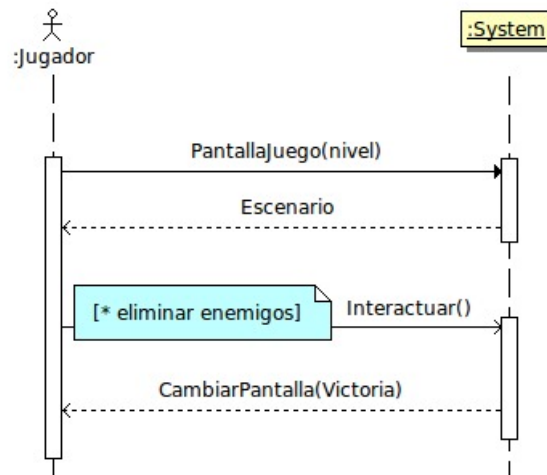 :Jugador
:System
PantallaJuego(nivel)
Escenario
[* eliminar enemigos]
Interactuar()
CambiarPantalla(Victoria)